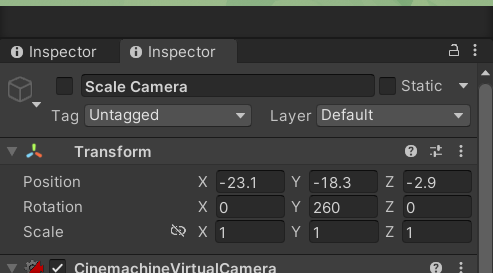 Inspector Inspector
Scale Camera Static
Tag Untagged Layer Default
Transform
Position X -23.1 Y -18.3 Z -2.9
Rotation X 0 Y 260 Z 0
Scale X 1 Y 1 Z 1
CinemachineVirtualCamera